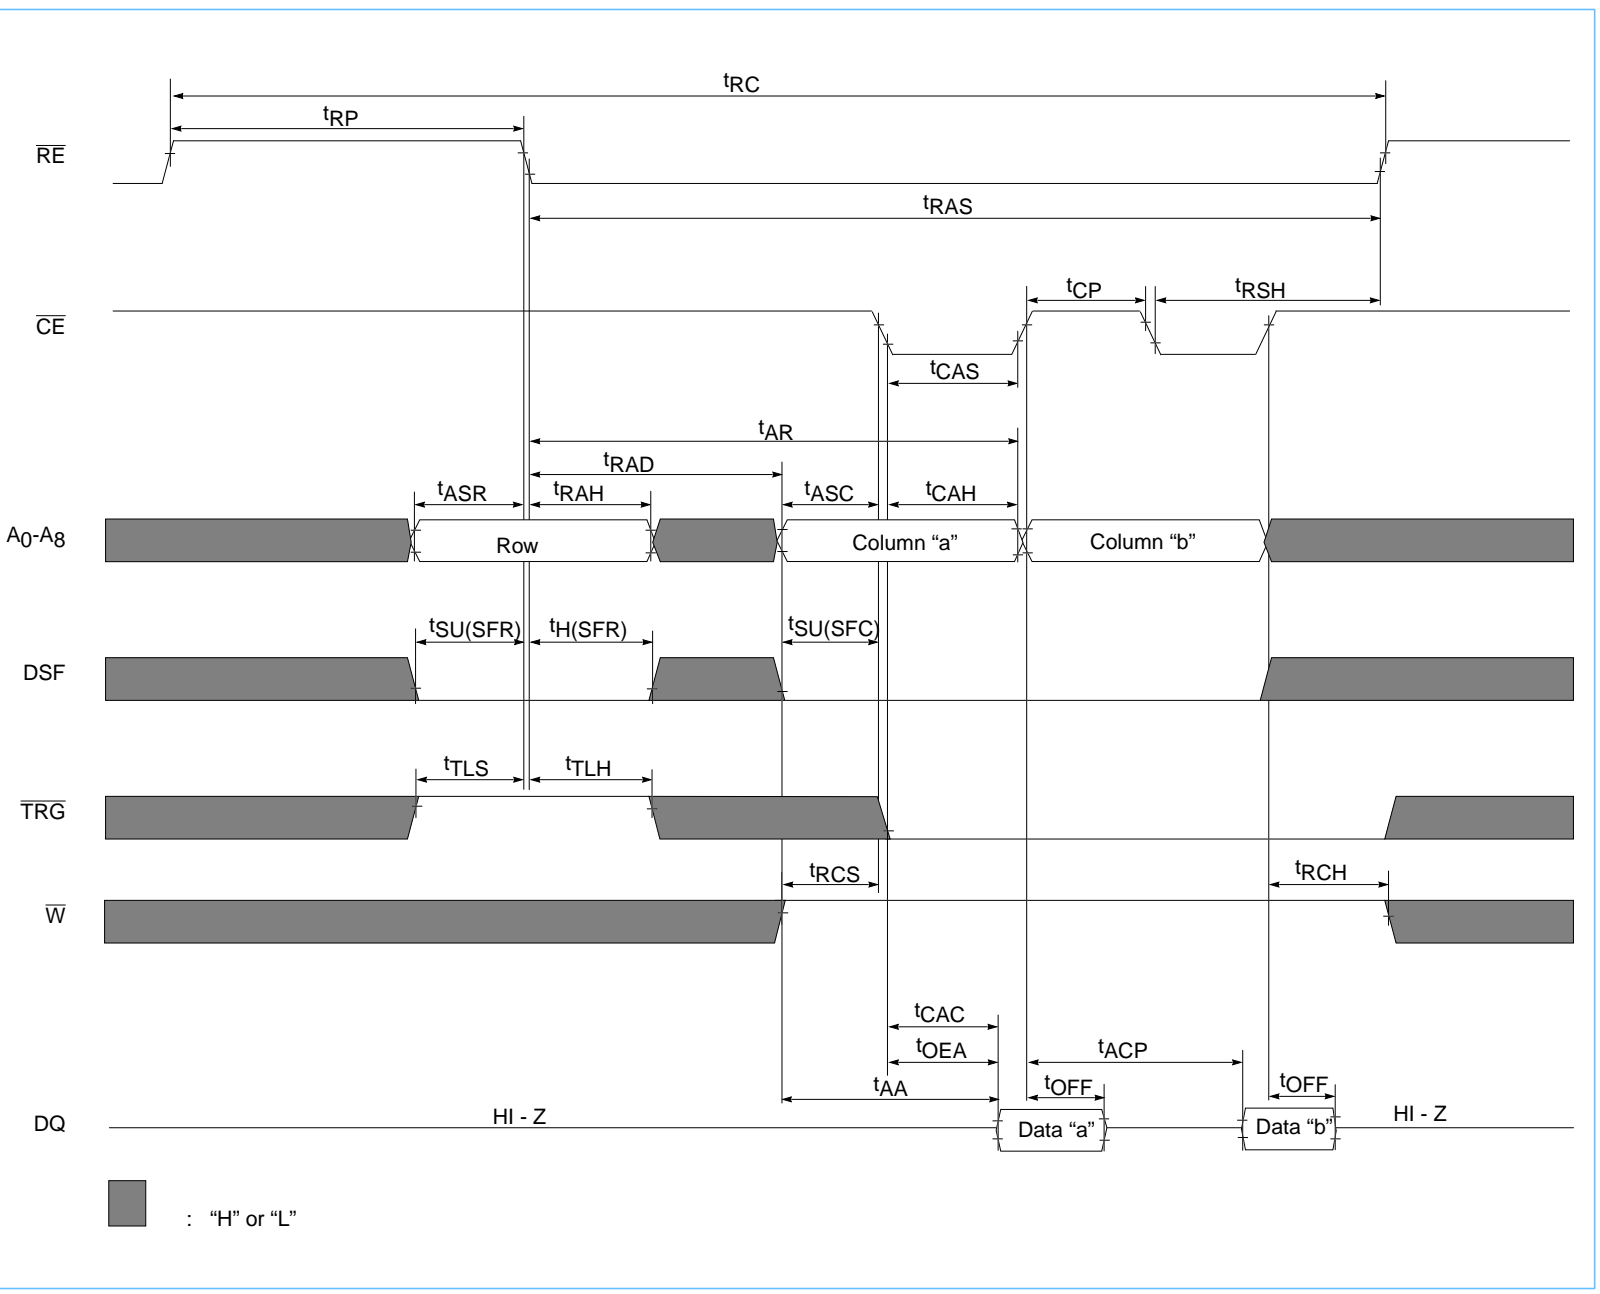 tRC
tRP
RE
tRAS
tCP
tRSH
CE
tCAS
tAR
tRAD
tASR
tRAH
tASC
tCAH
A0-A8
Row
Column “a”
Column “b”
tSU(SFR)
tH(SFR)
tSU(SFC)
DSF
tTLS
tTLH
TRG
tRCS
tRCH
W
tCAC
tOEA
tACP
tAA
tOFF
tOFF
DQ
HI - Z
Data “a”
Data “b”
HI - Z
: “H” or “L”